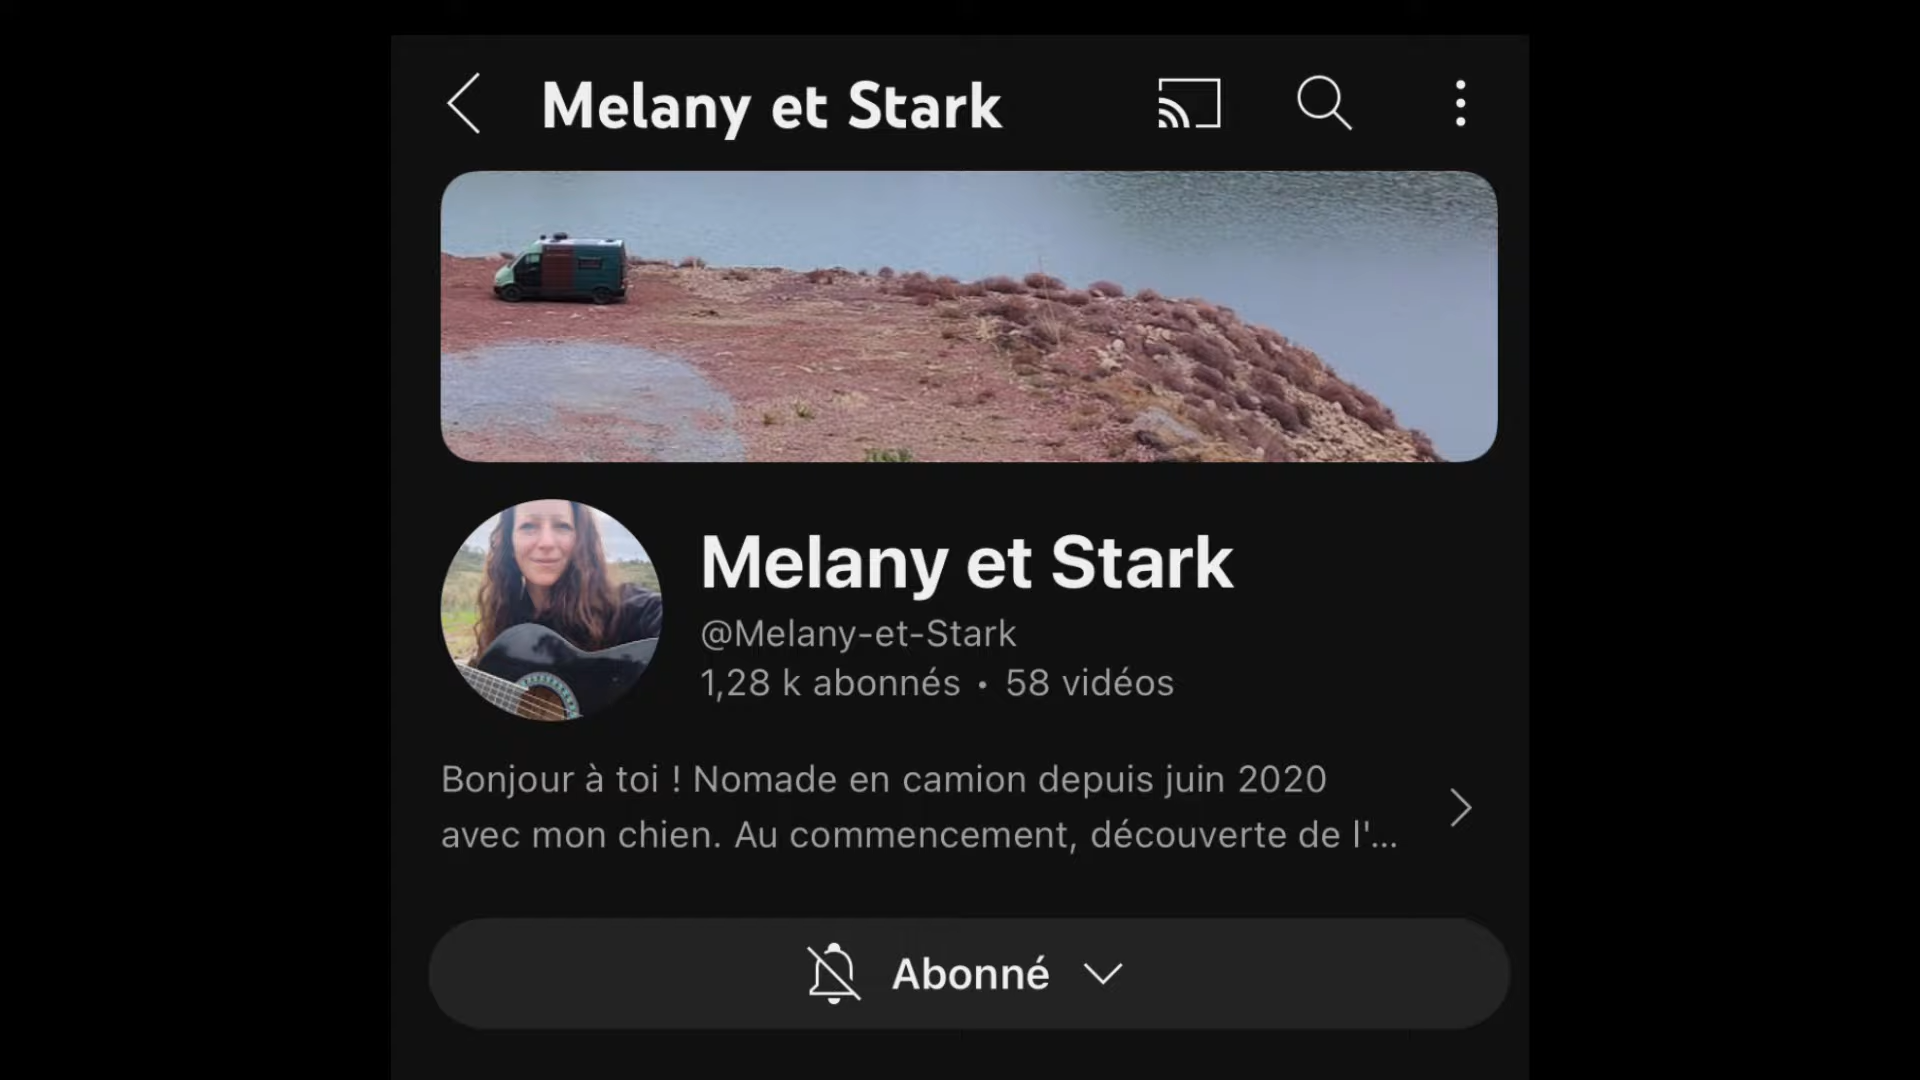 Melany et Stark
Melany et Stark
@Melany-et-Stark
1,28 k abonnés • 58 vidéos
Bonjour à toi ! Nomade en camion depuis juin 2020
avec mon chien. Au commencement, découverte de l'...
Abonné